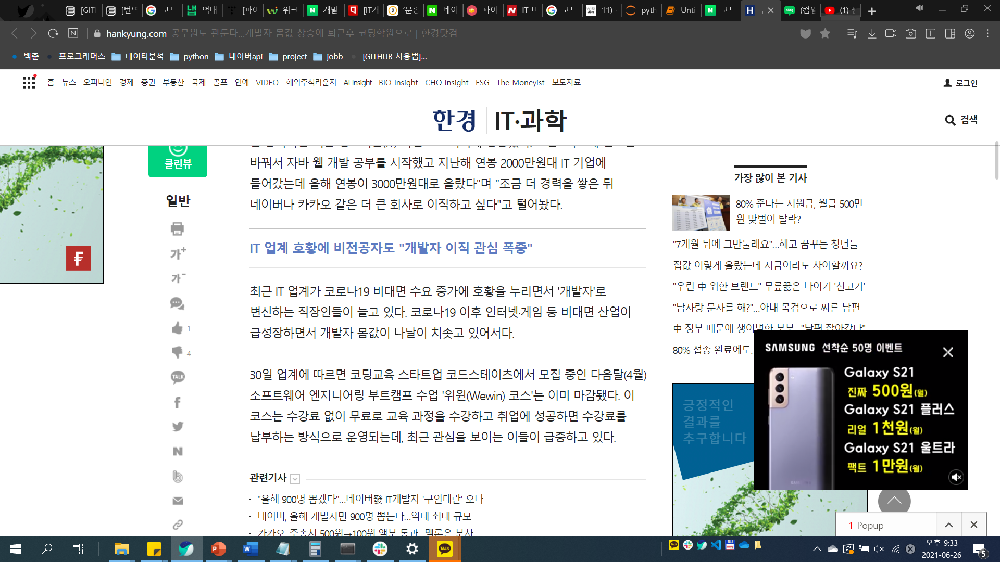 [GIT
[번역
코드
억대
[파이
워크
개발
[IT개
'문송
네이
파이
IT 비
코드
11)
pyth
Unti
코드
(컴일
(1)
hankyung.com 공무원도 관둔다...개발자 몸값 상승에 퇴근후 코딩학원으로 | 한경닷컴
백준 프로그래머스 데이터분석 python 네이버api project jobb [GITHUB 사용법]...
홈 뉴스 오피니언 경제 증권 부동산 국제 골프 연예 VIDEO 해외주식라운지 AI Insight BIO Insight CHO Insight ESG The Moneyist 보도자료
로그인
한경 IT·과학
검색
클린뷰
일반
가+
가-
1
4
TALK
바꿔서 자바 웹 개발 공부를 시작했고 지난해 연봉 2000만원대 IT 기업에
들어갔는데 올해 연봉이 3000만원대로 올랐다"며 "조금 더 경력을 쌓은 뒤
네이버나 카카오 같은 더 큰 회사로 이직하고 싶다"고 털어놨다.
IT 업계 호황에 비전공자도 "개발자 이직 관심 폭증"
최근 IT 업계가 코로나19 비대면 수요 증가에 호황을 누리면서 '개발자'로
변신하는 직장인들이 늘고 있다. 코로나19 이후 인터넷·게임 등 비대면 산업이
급성장하면서 개발자 몸값이 나날이 치솟고 있어서다.
30일 업계에 따르면 코딩교육 스타트업 코드스테이츠에서 모집 중인 다음달(4월)
소프트웨어 엔지니어링 부트캠프 수업 '위윈(Wewin) 코스'는 이미 마감됐다. 이
코스는 수강료 없이 무료로 교육 과정을 수강하고 취업에 성공하면 수강료를
납부하는 방식으로 운영되는데, 최근 관심을 보이는 이들이 급증하고 있다.
관련기사
· "올해 900명 뽑겠다"...네이버發 IT개발자 '구인대란' 오나
· 네이버, 올해 개발자만 900명 뽑는다...역대 최대 규모
· 카카오, 주총서 500원→100원 액분 통과...멜론은 분사
가장 많이 본 기사
80% 준다는 지원금, 월급 500만
원 맞벌이 탈락?
"7개월 뒤에 그만둘래요"...해고 꿈꾸는 청년들
집값 이렇게 올랐는데 지금이라도 사야할까요?
"우린 中 위한 브랜드" 무릎꿇은 나이키 '신고가'
"남자랑 문자를 해?"...아내 목검으로 찌른 남편
中 정부 때문에 생이별한 부부..."남편 잡아갔다"
80% 접종 완료에도..
SAMSUNG 선착순 50명 이벤트
Galaxy S21
진짜 500원(월)
Galaxy S21 플러스
리얼 1천원(월)
Galaxy S21 울트라
팩트 1만원(월)
긍정적인
결과를
추구합니다
1 Popup
오후 9:33
2021-06-26
5